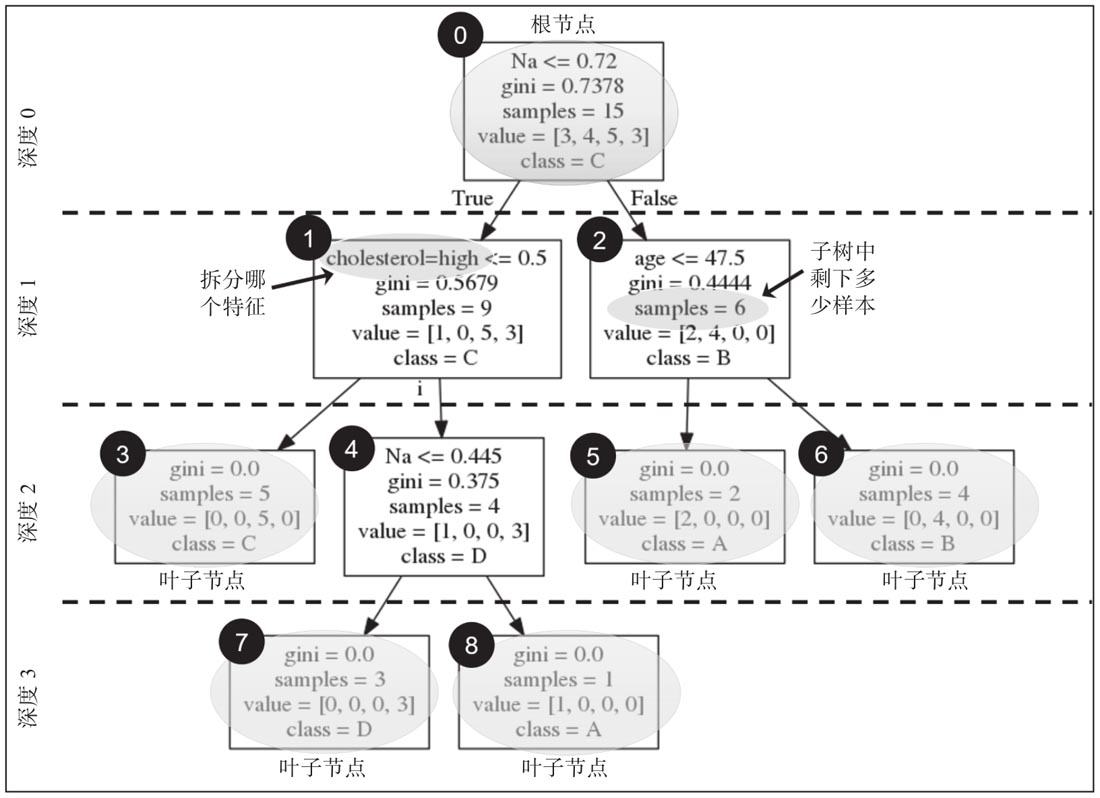 0
根节点
Na <= 0.72
gini = 0.7378
samples = 15
value = [3, 4, 5, 3]
class = C
深度 0
True
False
1
cholesterol=high <= 0.5
gini = 0.5679
samples = 9
value = [1, 0, 5, 3]
class = C
拆分哪
个特征
2
age <= 47.5
gini = 0.4444
samples = 6
value = [2, 4, 0, 0]
class = B
子树中
剩下多
少样本
深度 1
i
3
gini = 0.0
samples = 5
value = [0, 0, 5, 0]
class = C
叶子节点
4
Na <= 0.445
gini = 0.375
samples = 4
value = [1, 0, 0, 3]
class = D
5
gini = 0.0
samples = 2
value = [2, 0, 0, 0]
class = A
叶子节点
6
gini = 0.0
samples = 4
value = [0, 4, 0, 0]
class = B
叶子节点
深度 2
7
gini = 0.0
samples = 3
value = [0, 0, 0, 3]
class = D
叶子节点
8
gini = 0.0
samples = 1
value = [1, 0, 0, 0]
class = A
叶子节点
深度 3